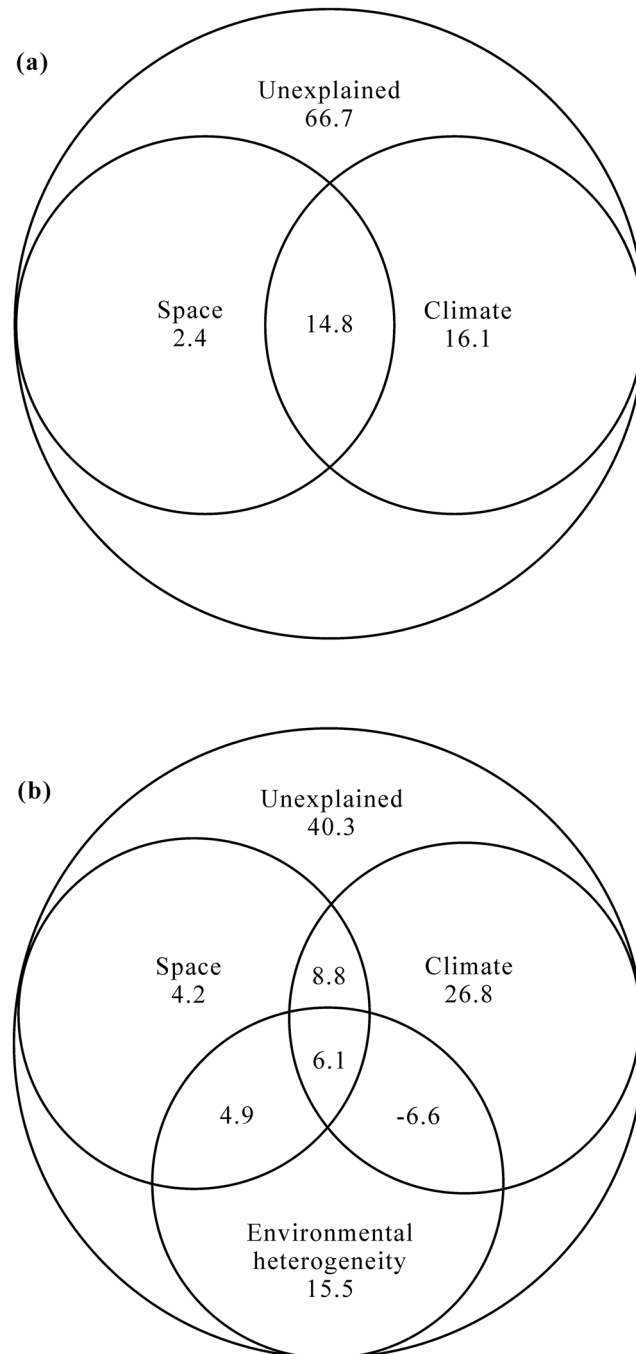 (a)
Unexplained
66.7
Space
2.4
14.8
Climate
16.1
(b)
Unexplained
40.3
Space
4.2
8.8
Climate
26.8
6.1
4.9
-6.6
Environmental
heterogeneity
15.5